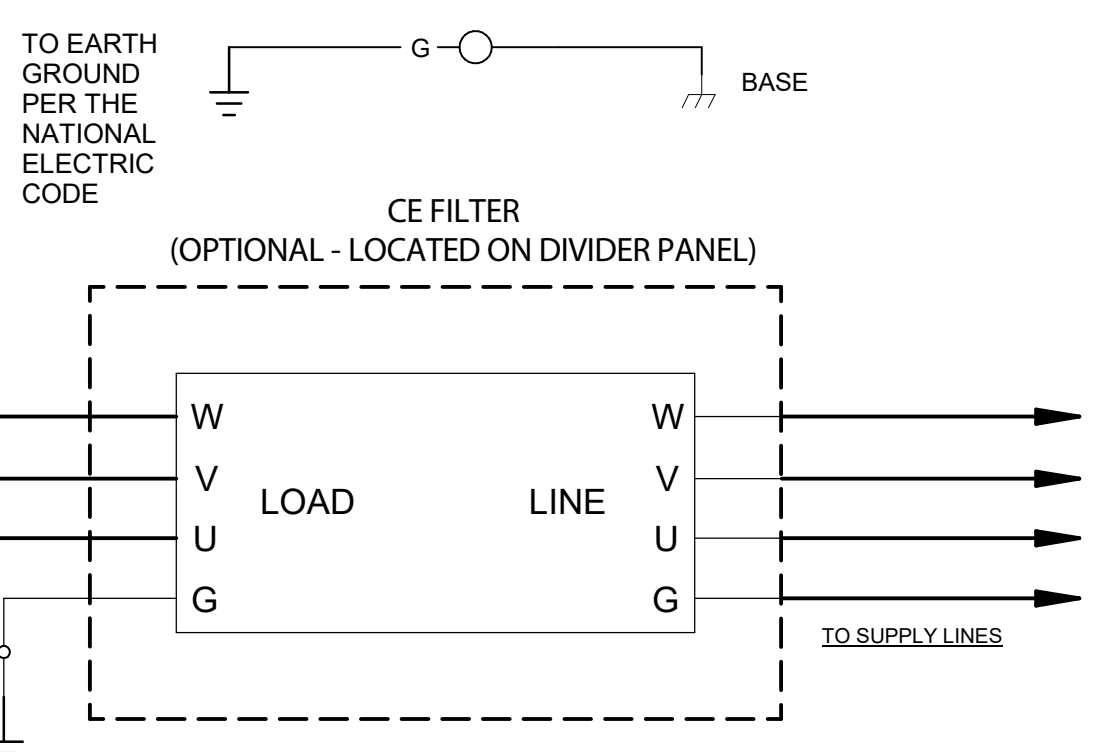 TO EARTH
GROUND
PER THE
NATIONAL
ELECTRIC
CODE
G
BASE
CE FILTER
(OPTIONAL - LOCATED ON DIVIDER PANEL)
W W
V V
LOAD LINE
U U
G G
TO SUPPLY LINES